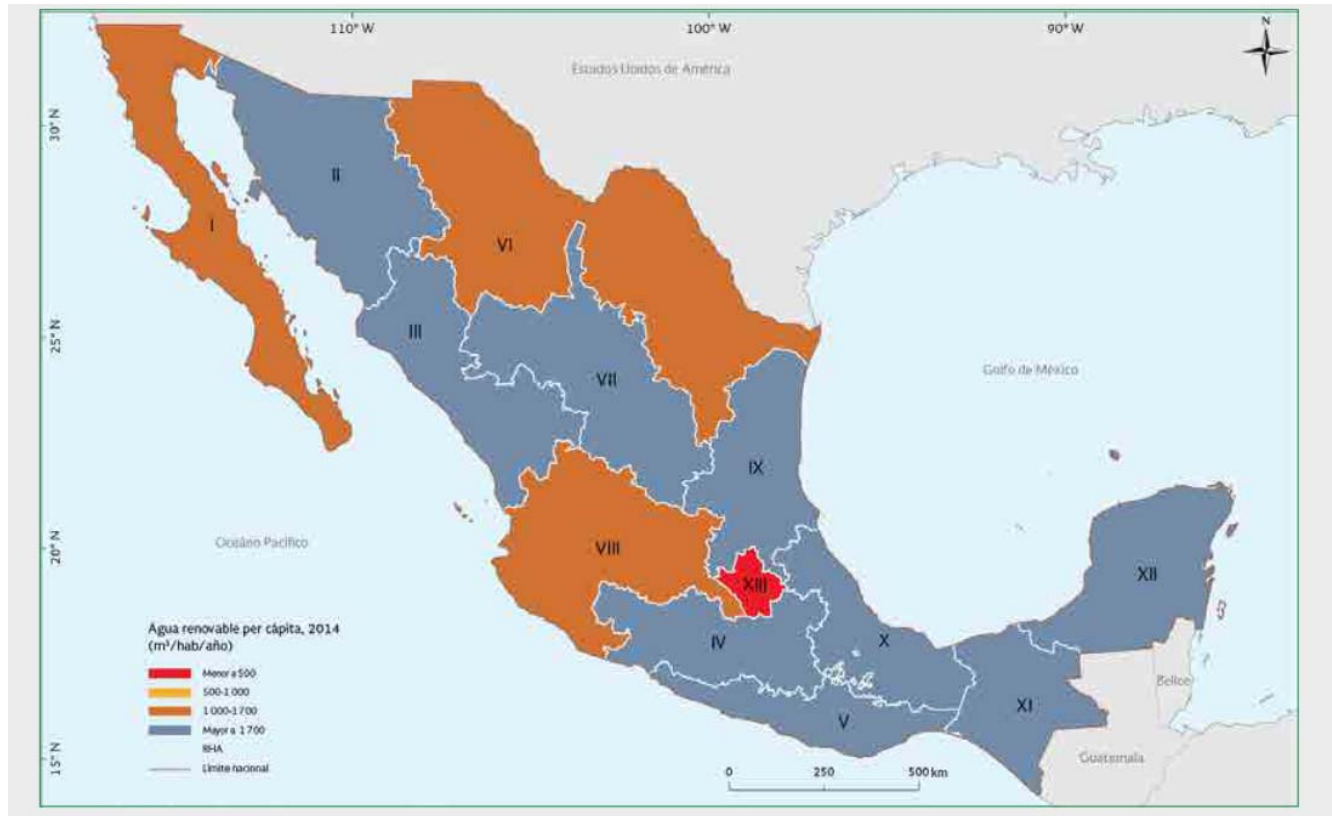 110° W
100° W
90° W
N
Estados Unidos de América
30° N
II
I
VI
25° N
III
Golfo de México
VII
IX
20° N
Océano Pacífico
VIII
XII
XIII
Agua renovable per cápita, 2014
(m³/hab/año)
IV
X
Menor a 500
500-1 000
Belice
1 000-1 700
XI
V
Mayor a 1 700
RHA
15° N
Guatemala
Límite nacional
0
250
500 km